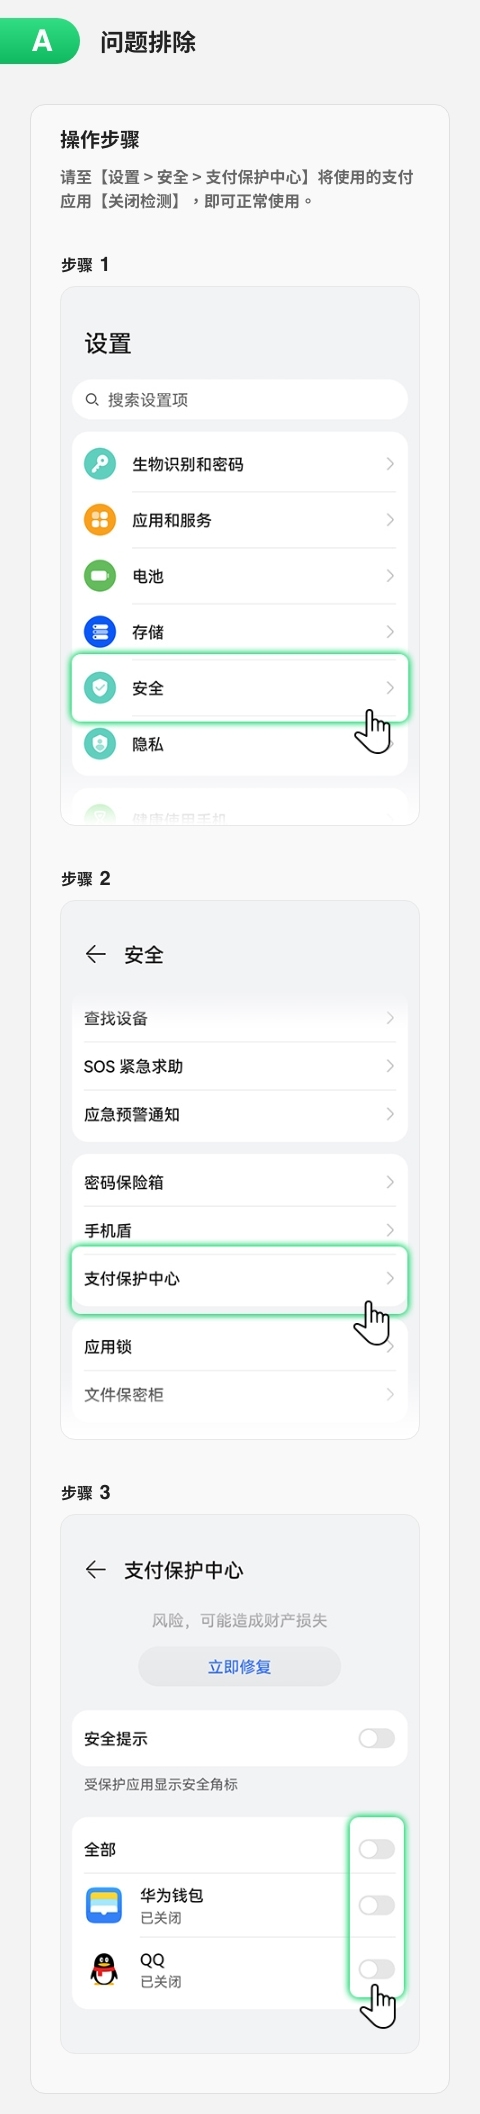 A
问题排除
操作步骤
请至【设置 > 安全 > 支付保护中心】将使用的支付
应用【关闭检测】，即可正常使用。
步骤 1
设置
搜索设置项
生物识别和密码
应用和服务
电池
存储
安全
隐私
健康使用手机
步骤 2
安全
查找设备
SOS 紧急求助
应急预警通知
密码保险箱
手机盾
支付保护中心
应用锁
文件保密柜
步骤 3
支付保护中心
风险，可能造成财产损失
立即修复
安全提示
受保护应用显示安全角标
全部
华为钱包
已关闭
QQ
已关闭